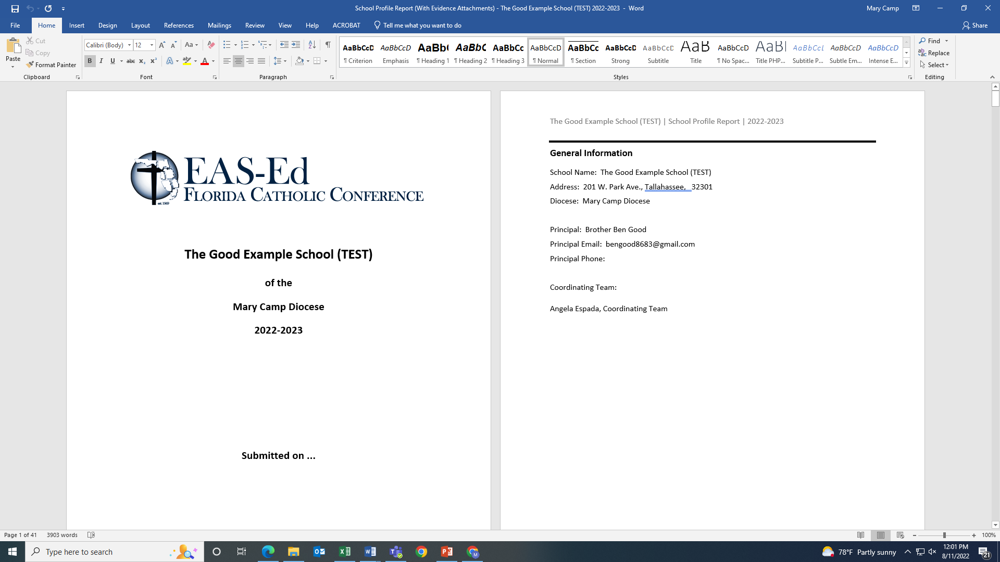 School Profile Report (With Evidence Attachments) - The Good Example School (TEST) 2022-2023 - Word
Mary Camp
File Home Insert Design Layout References Mailings Review View Help ACROBAT Tell me what you want to do Share
Paste
Cut
Copy
Format Painter
Clipboard
Calibri (Body) 12
Font
Paragraph
AaBbCcD AaBbCcD AaBb( AaBbC AaBbCc AaBbCcD AaBbCc AaBbCcD AaBbCcD AaB AaBbCcD AaB AaBbCcL AaBbCcD AaBbCcD
¶ Criterion Emphasis ¶ Heading 1 ¶ Heading 2 ¶ Heading 3 ¶ Normal ¶ Section Strong Subtitle Title ¶ No Spac... Title PHP... Subtitle P... Subtle Em... Intense E...
Styles
Find
Replace
Select
Editing
EAS-Ed
FLORIDA CATHOLIC CONFERENCE
est. 1969
The Good Example School (TEST)
of the
Mary Camp Diocese
2022-2023
Submitted on ...
The Good Example School (TEST) | School Profile Report | 2022-2023
General Information
School Name: The Good Example School (TEST)
Address: 201 W. Park Ave., Tallahassee, 32301
Diocese: Mary Camp Diocese
Principal: Brother Ben Good
Principal Email: bengood8683@gmail.com
Principal Phone:
Coordinating Team:
Angela Espada, Coordinating Team
Page 1 of 41 3903 words
100%
Type here to search
78°F Partly sunny
12:01 PM
8/11/2022
21